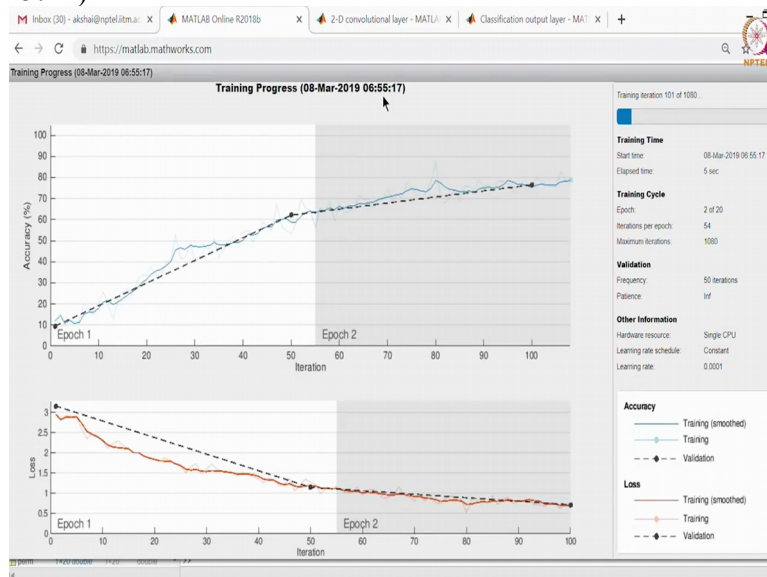 Inbox (30) - akshai@nptel.iitm.ac x
MATLAB Online R2018b x
2-D convolutional layer - MATLA x
Classification output layer - MAT x
https://matlab.mathworks.com
NPTEL
Training Progress (08-Mar-2019 06:55:17)
Training Progress (08-Mar-2019 06:55:17)
100
90
80
70
60
50
40
30
20
10
0
Accuracy (%)
Epoch 1
Epoch 2
0 10 20 30 40 50 60 70 80 90 100
Iteration
3
2.5
2
1.5
1
0.5
0
Loss
Epoch 1
Epoch 2
0 10 20 30 40 50 60 70 80 90 100
Iteration
Training iteration 101 of 1080...
Training Time
Start time: 08-Mar-2019 06:55:17
Elapsed time: 5 sec
Training Cycle
Epoch: 2 of 20
Iterations per epoch: 54
Maximum iterations: 1080
Validation
Frequency: 50 iterations
Patience: Inf
Other Information
Hardware resource: Single CPU
Learning rate schedule: Constant
Learning rate: 0.0001
Accuracy
Training (smoothed)
Training
Validation
Loss
Training (smoothed)
Training
Validation
perm 1×20 double 1×20 double